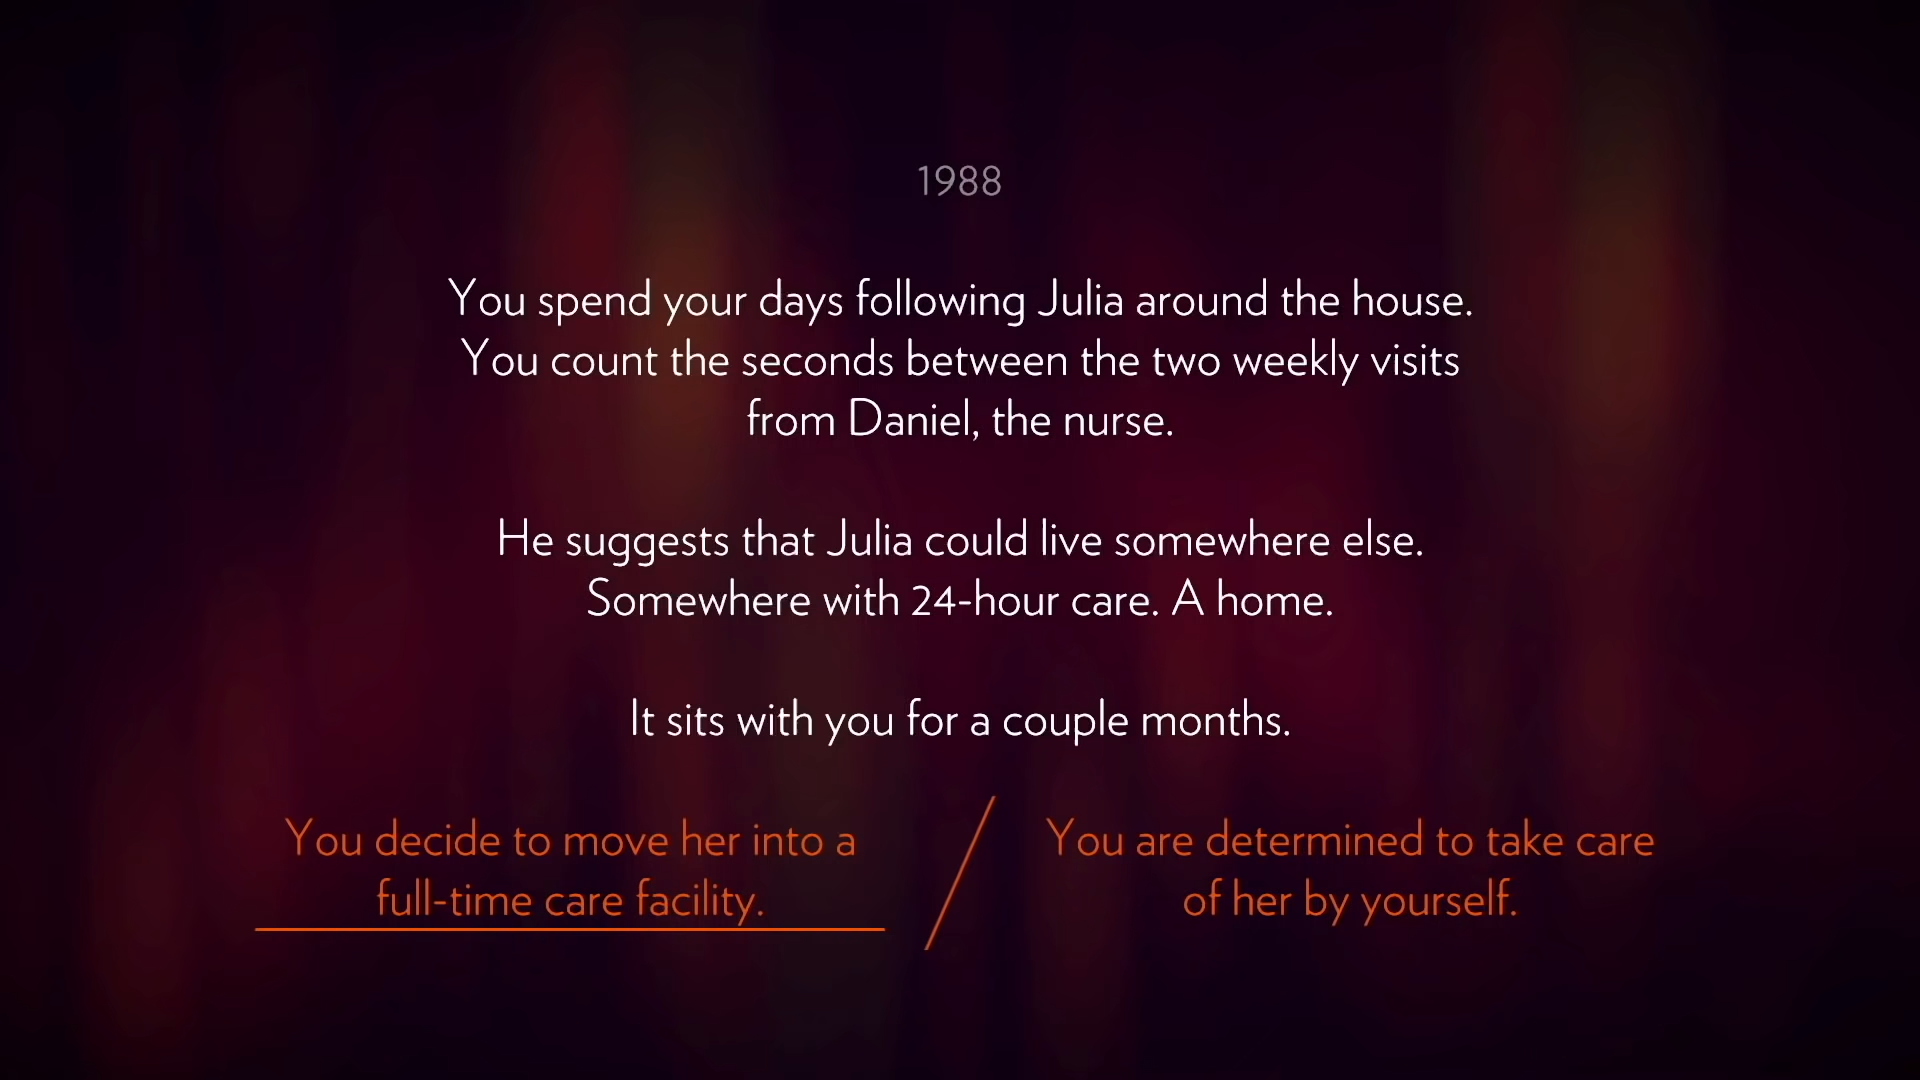 1988
You spend your days following Julia around the house.
You count the seconds between the two weekly visits
from Daniel, the nurse.
He suggests that Julia could live somewhere else.
Somewhere with 24-hour care. A home.
It sits with you for a couple months.
You decide to move her into a
full-time care facility.
You are determined to take care
of her by yourself.